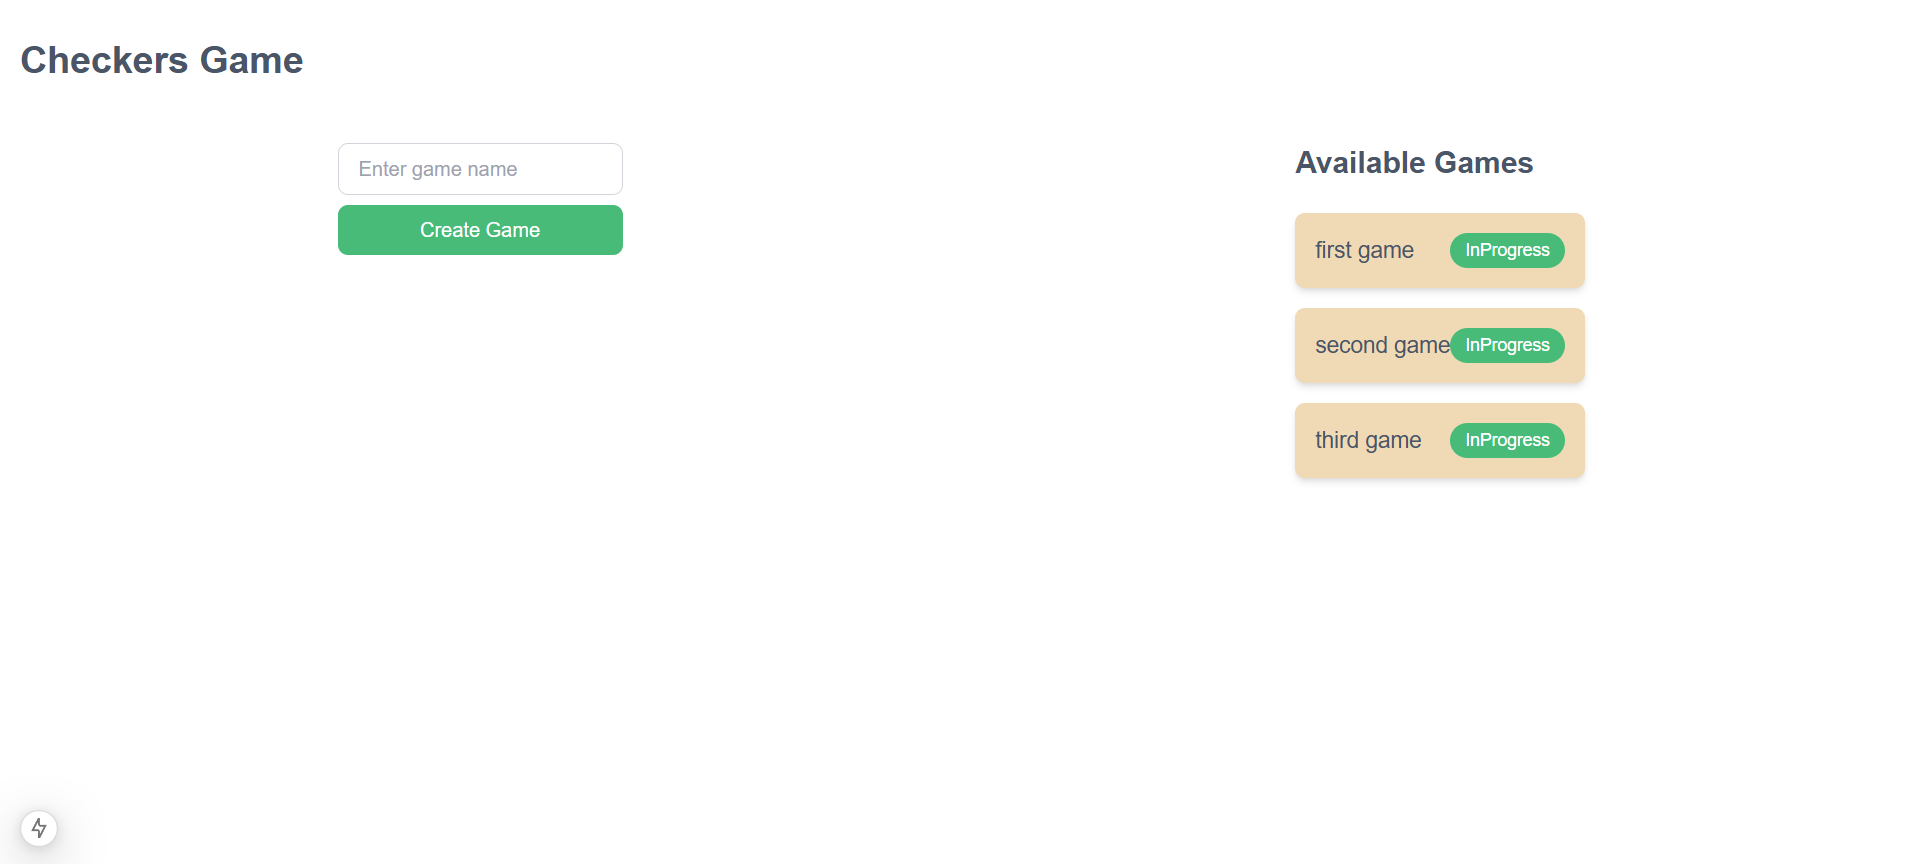 Checkers Game
Enter game name
Create Game
Available Games
first game InProgress
second game InProgress
third game InProgress